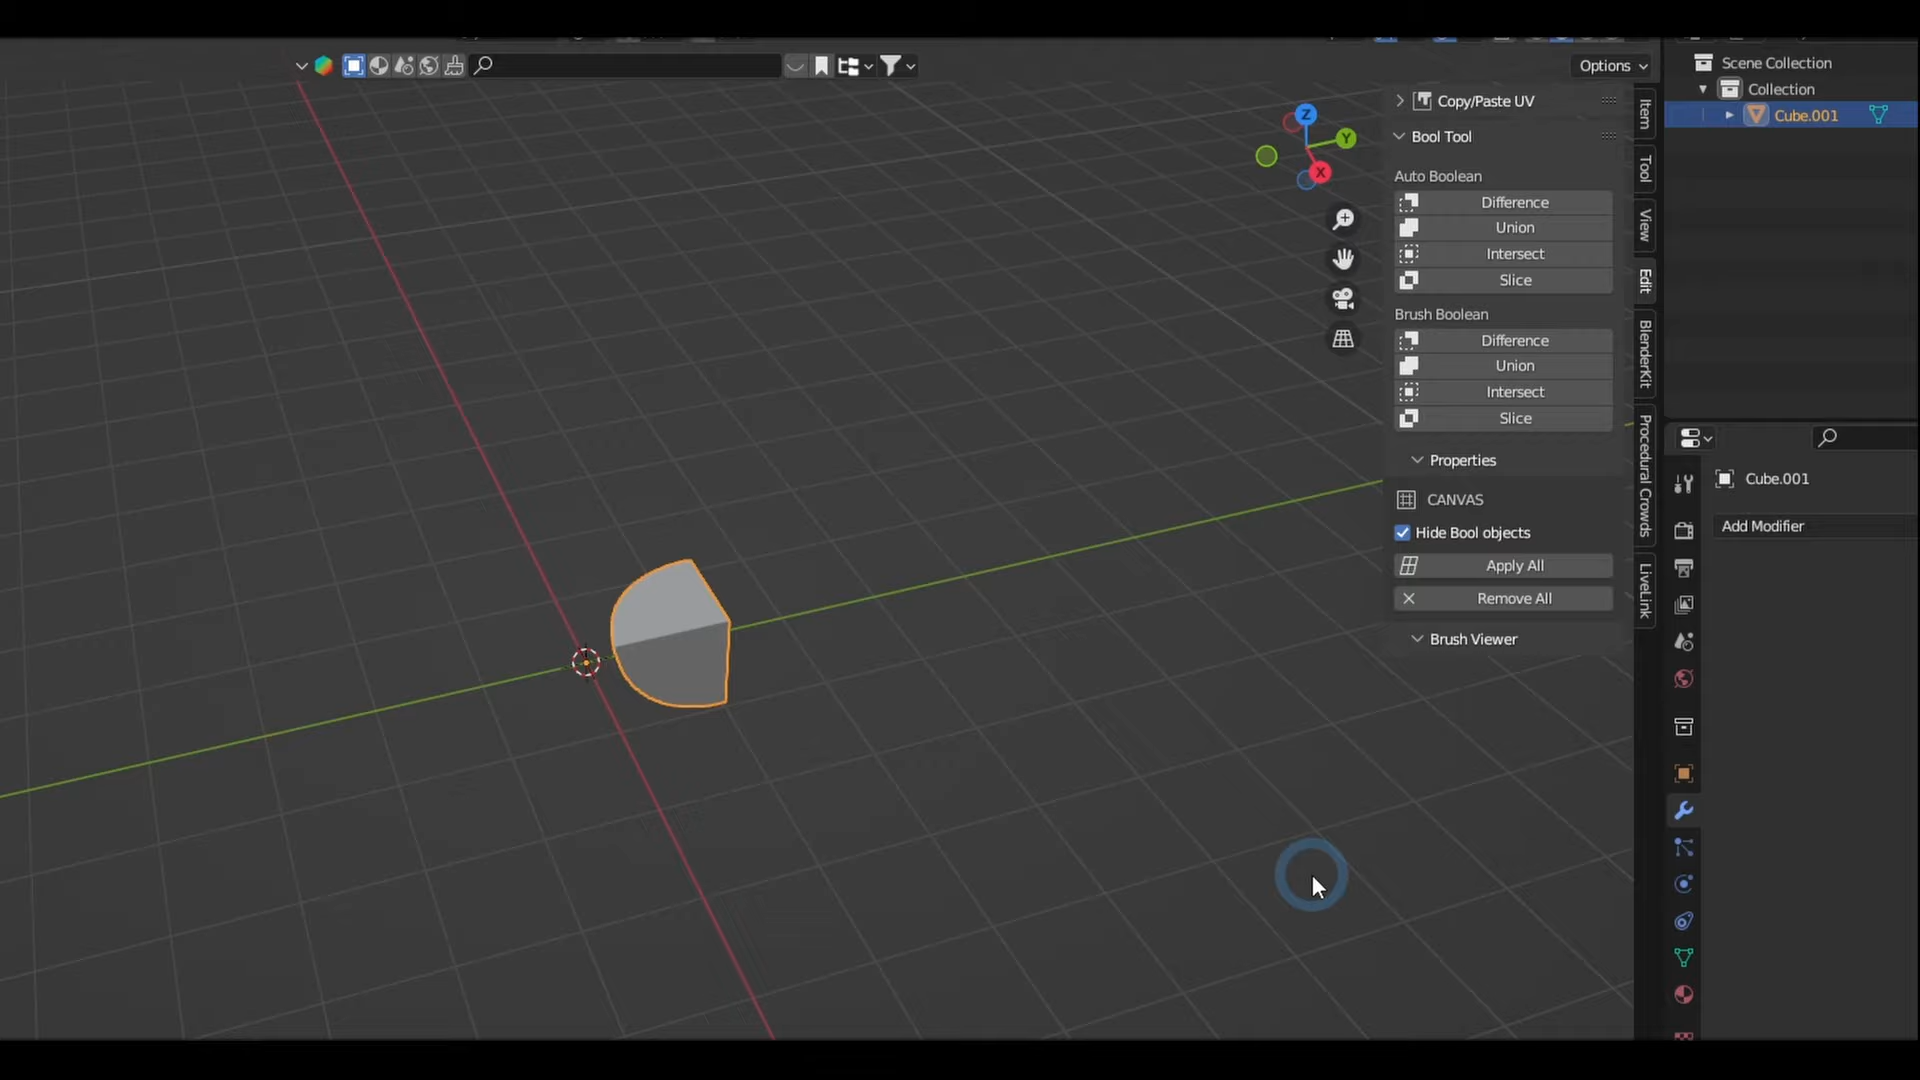 Options
Scene Collection
Collection
Cube.001
Copy/Paste UV
Bool Tool
Auto Boolean
Difference
Union
Intersect
Slice
Brush Boolean
Difference
Union
Intersect
Slice
Properties
CANVAS
Hide Bool objects
Apply All
Remove All
Brush Viewer
Z
Y
X
Item
Tool
View
Edit
BlenderKit
Procedural Crowds
LiveLink
Cube.001
Add Modifier